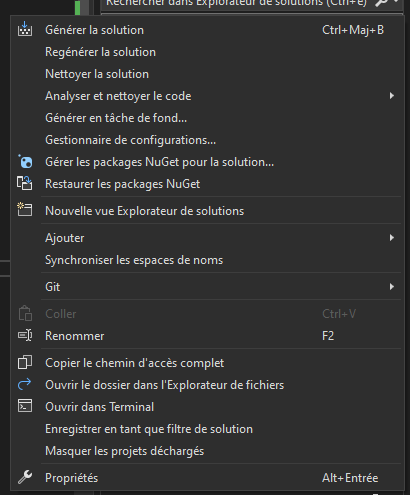 Rechercher dans Explorateur de solutions (Ctrl+e)
Générer la solution Ctrl+Maj+B
Regénérer la solution
Nettoyer la solution
Analyser et nettoyer le code
Générer en tâche de fond...
Gestionnaire de configurations...
Gérer les packages NuGet pour la solution...
Restaurer les packages NuGet
Nouvelle vue Explorateur de solutions
Ajouter
Synchroniser les espaces de noms
Git
Coller Ctrl+V
Renommer F2
Copier le chemin d'accès complet
Ouvrir le dossier dans l'Explorateur de fichiers
Ouvrir dans Terminal
Enregistrer en tant que filtre de solution
Masquer les projets déchargés
Propriétés Alt+Entrée